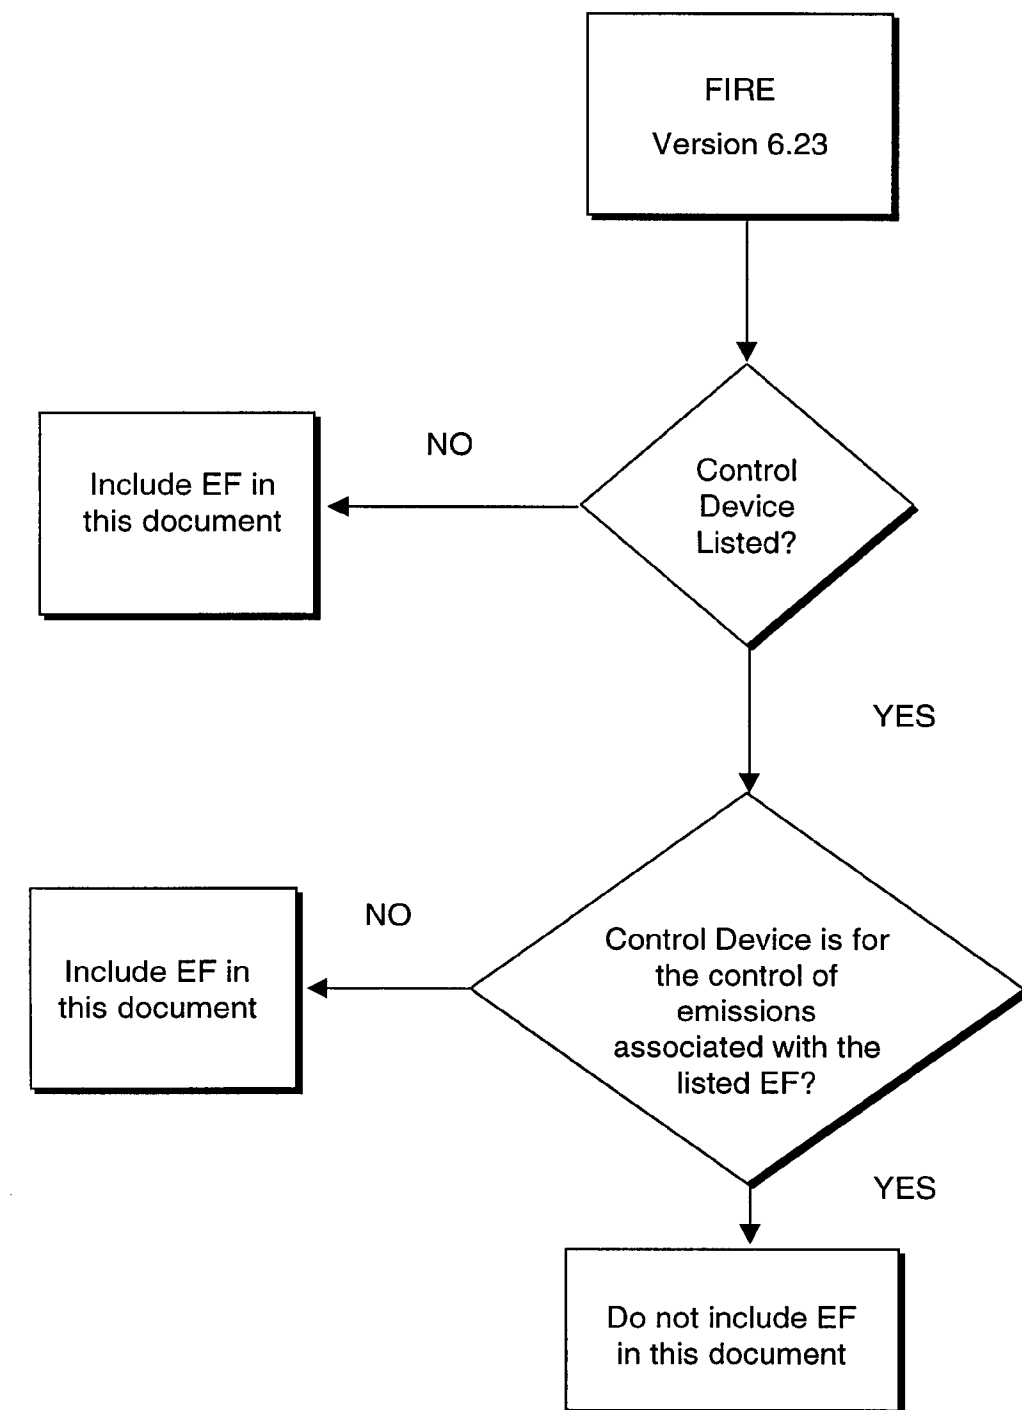 FIRE
Version 6.23
NO
Control
Device
Listed?
Include EF in
this document
YES
NO
Control Device is for
the control of
emissions
associated with the
listed EF?
Include EF in
this document
YES
Do not include EF
in this document